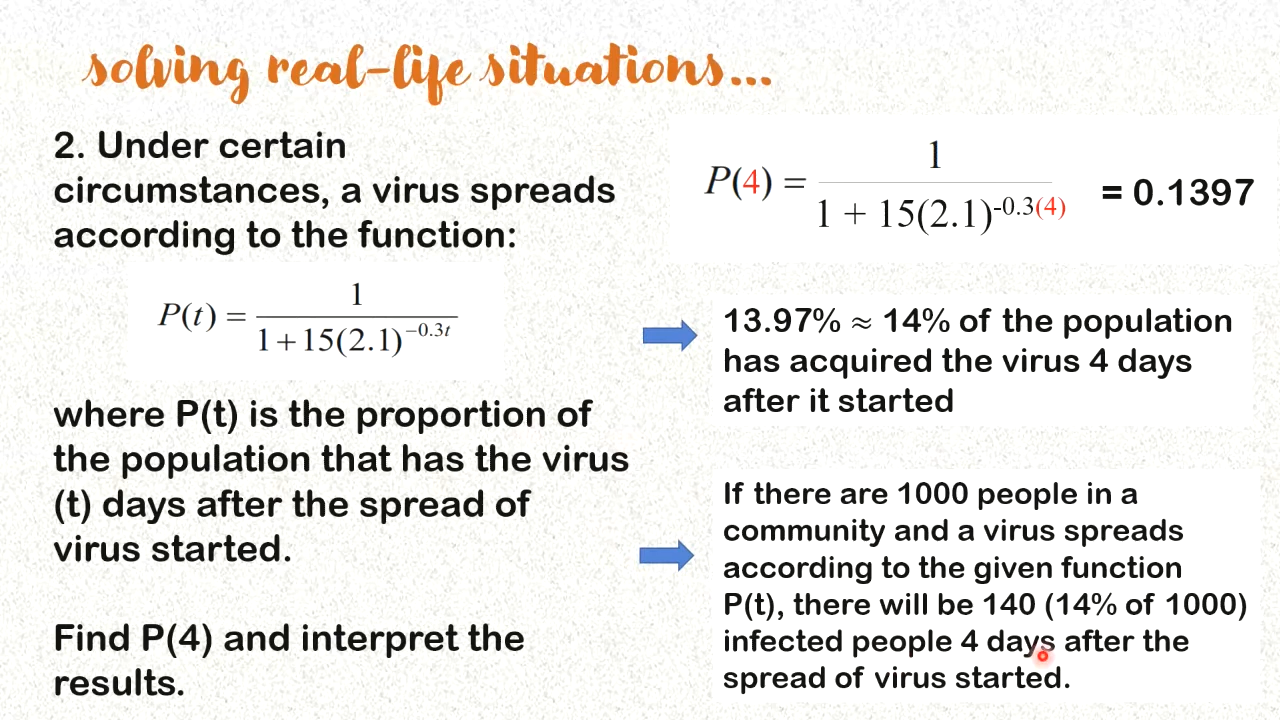 solving real-life situations...
2. Under certain
circumstances, a virus spreads
according to the function:
P(t) = 1 / (1+15(2.1)^{−0.3t})
where P(t) is the proportion of
the population that has the virus
(t) days after the spread of
virus started.
Find P(4) and interpret the
results.
P(4) = 1 / (1 + 15(2.1)^{-0.3(4)}) = 0.1397
13.97% ≈ 14% of the population
has acquired the virus 4 days
after it started
If there are 1000 people in a
community and a virus spreads
according to the given function
P(t), there will be 140 (14% of 1000)
infected people 4 days after the
spread of virus started.